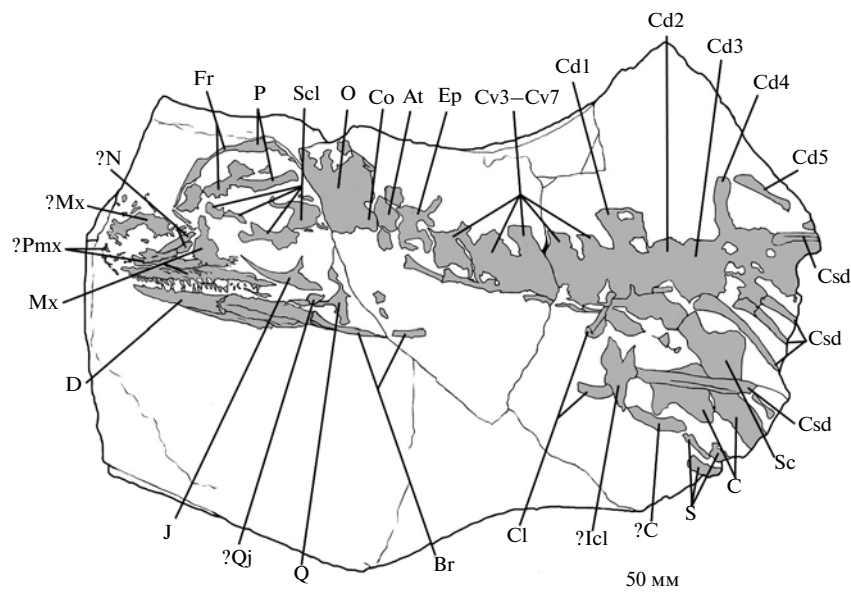 Cd2
Cd3
Cd1
Cd4
Fr
P
Scl
O
Co
At
Ep
Cv3–Cv7
Cd5
?N
?Mx
?Pmx
Mx
D
Csd
Csd
Csd
Sc
C
S
J
?Qj
Q
Br
Cl
?Icl
?C
50 мм